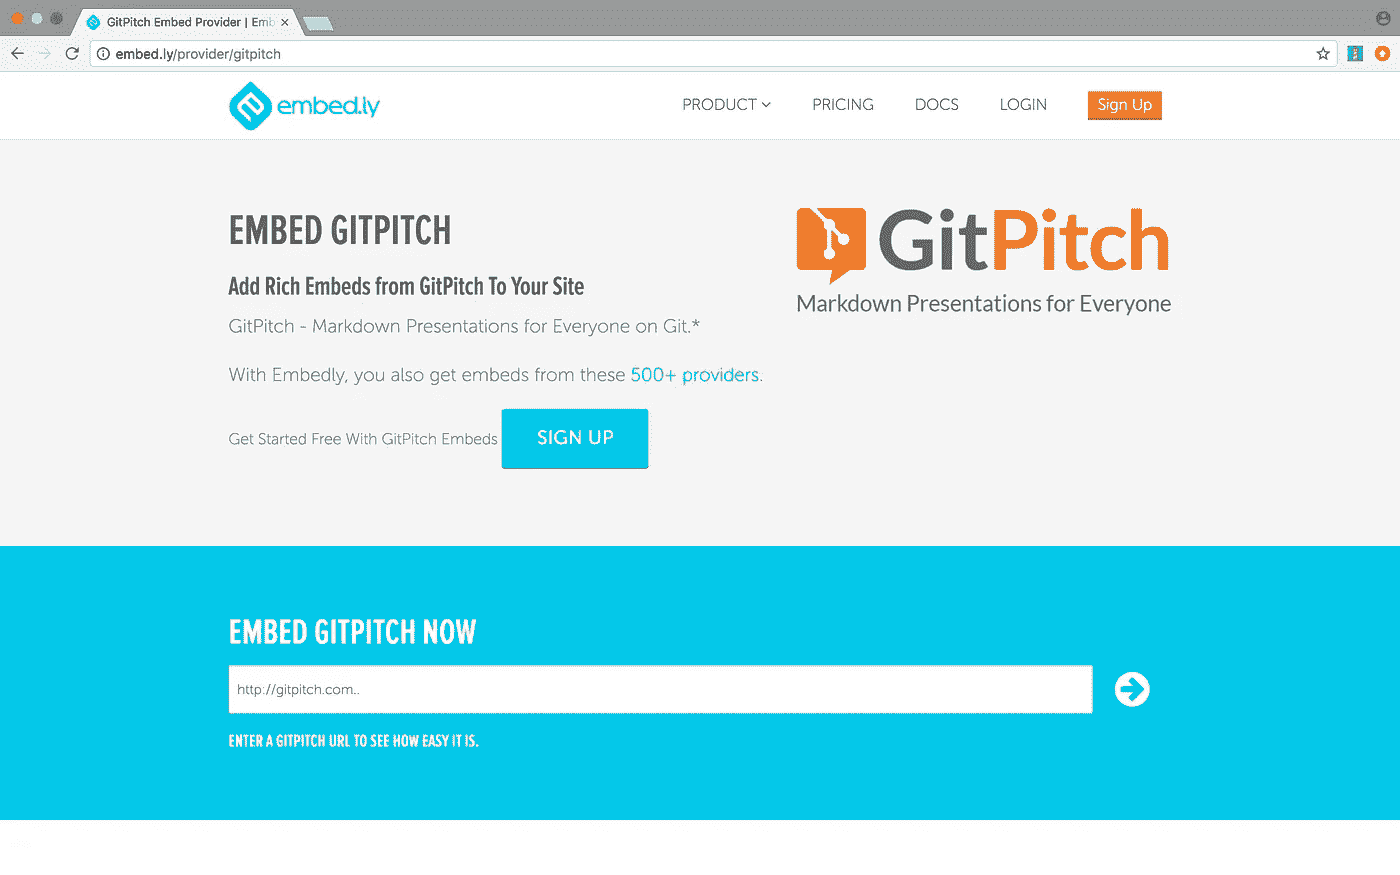 GitPitch Embed Provider | Emb
embed.ly/provider/gitpitch
embed.ly
PRODUCT
PRICING
DOCS
LOGIN
Sign Up
EMBED GITPITCH
Add Rich Embeds from GitPitch To Your Site
GitPitch - Markdown Presentations for Everyone on Git.*
With Embedly, you also get embeds from these 500+ providers.
Get Started Free With GitPitch Embeds
SIGN UP
GitPitch
Markdown Presentations for Everyone
EMBED GITPITCH NOW
http://gitpitch.com..
ENTER A GITPITCH URL TO SEE HOW EASY IT IS.